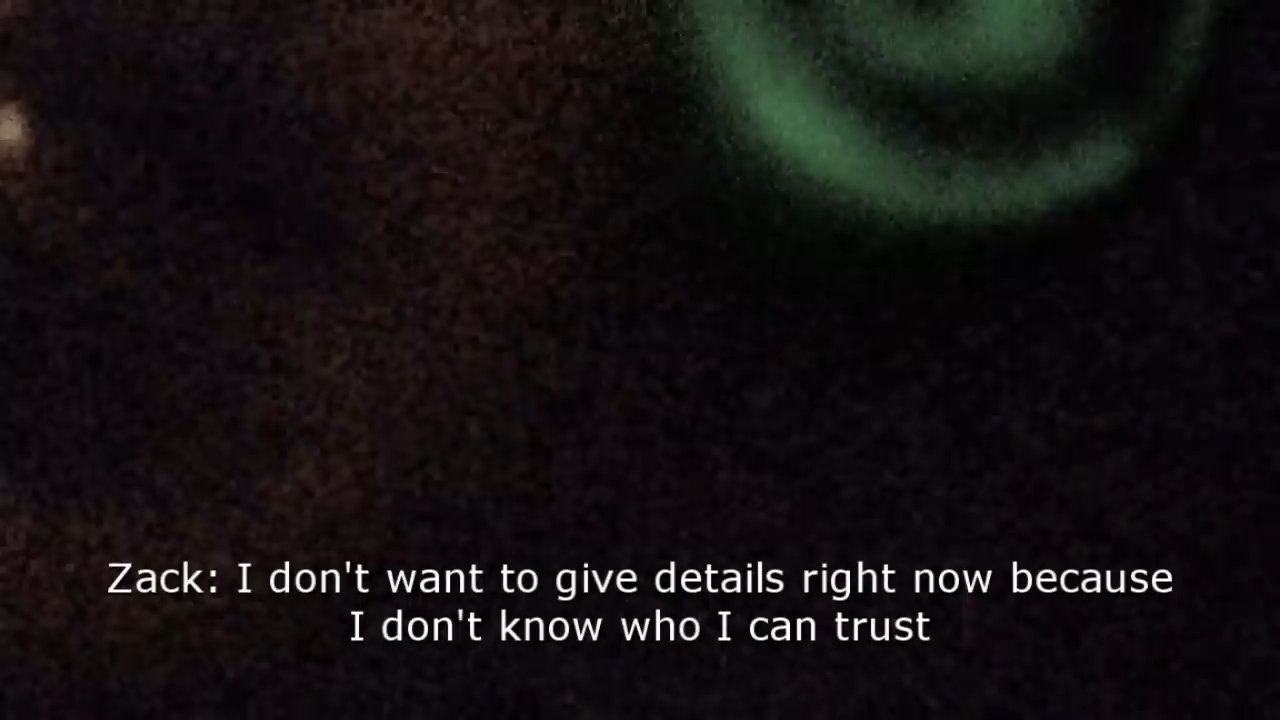 Zack: I don't want to give details right now because
I don't know who I can trust